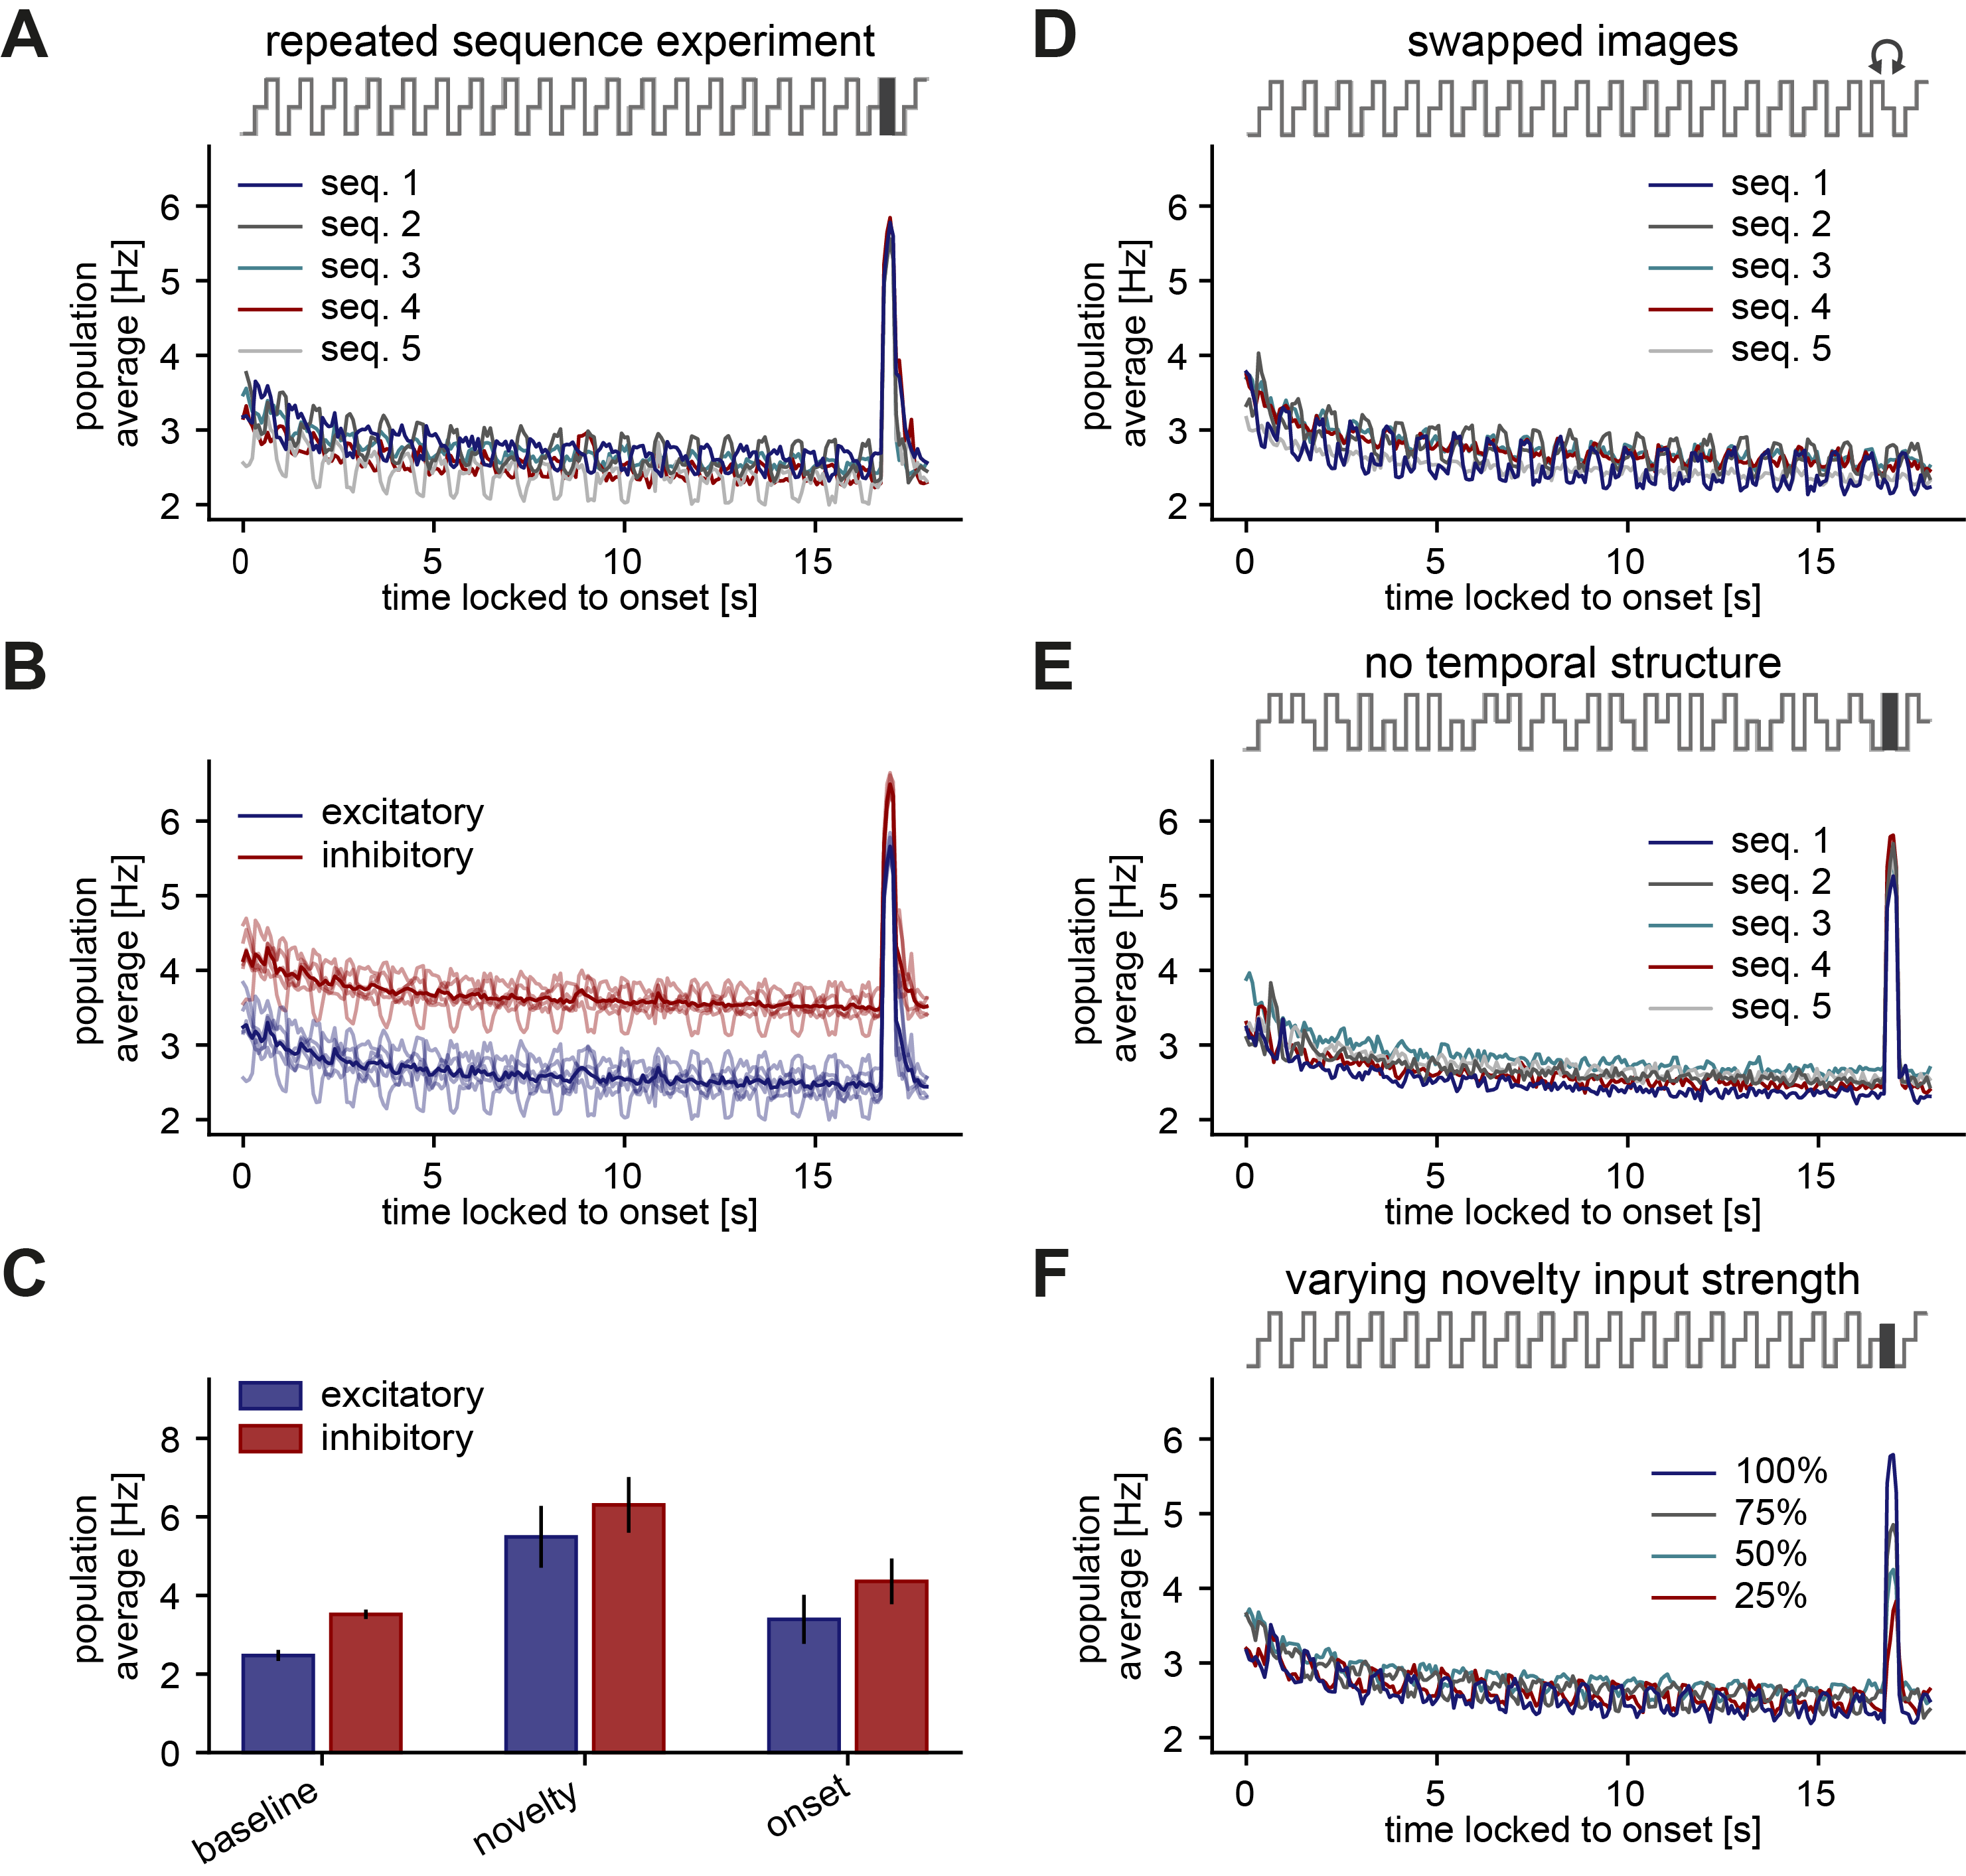 A
repeated sequence experiment
seq. 1
seq. 2
seq. 3
seq. 4
seq. 5
population
average [Hz]
6
5
4
3
2
0
5
10
15
time locked to onset [s]
B
excitatory
inhibitory
population
average [Hz]
6
5
4
3
2
0
5
10
15
time locked to onset [s]
C
excitatory
inhibitory
population
average [Hz]
8
6
4
2
0
baseline
novelty
onset
D
swapped images
seq. 1
seq. 2
seq. 3
seq. 4
seq. 5
population
average [Hz]
6
5
4
3
2
0
5
10
15
time locked to onset [s]
E
no temporal structure
seq. 1
seq. 2
seq. 3
seq. 4
seq. 5
population
average [Hz]
6
5
4
3
2
0
5
10
15
time locked to onset [s]
F
varying novelty input strength
100%
75%
50%
25%
population
average [Hz]
6
5
4
3
2
0
5
10
15
time locked to onset [s]